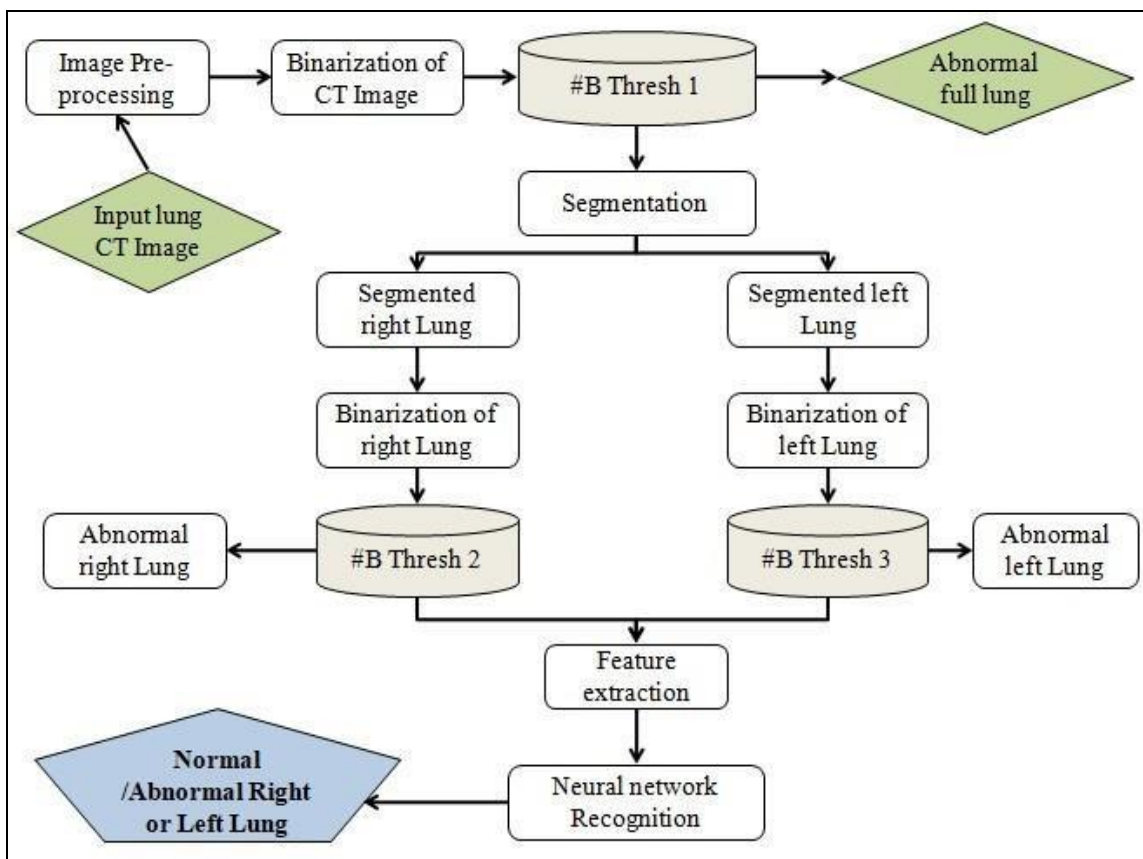 Image Pre-
processing
Binarization of
CT Image
#B Thresh 1
Abnormal
full lung
Input lung
CT Image
Segmentation
Segmented
right Lung
Segmented left
Lung
Binarization of
right Lung
Binarization of
left Lung
Abnormal
right Lung
#B Thresh 2
#B Thresh 3
Abnormal
left Lung
Feature
extraction
Neural network
Recognition
Normal
/Abnormal Right
or Left Lung